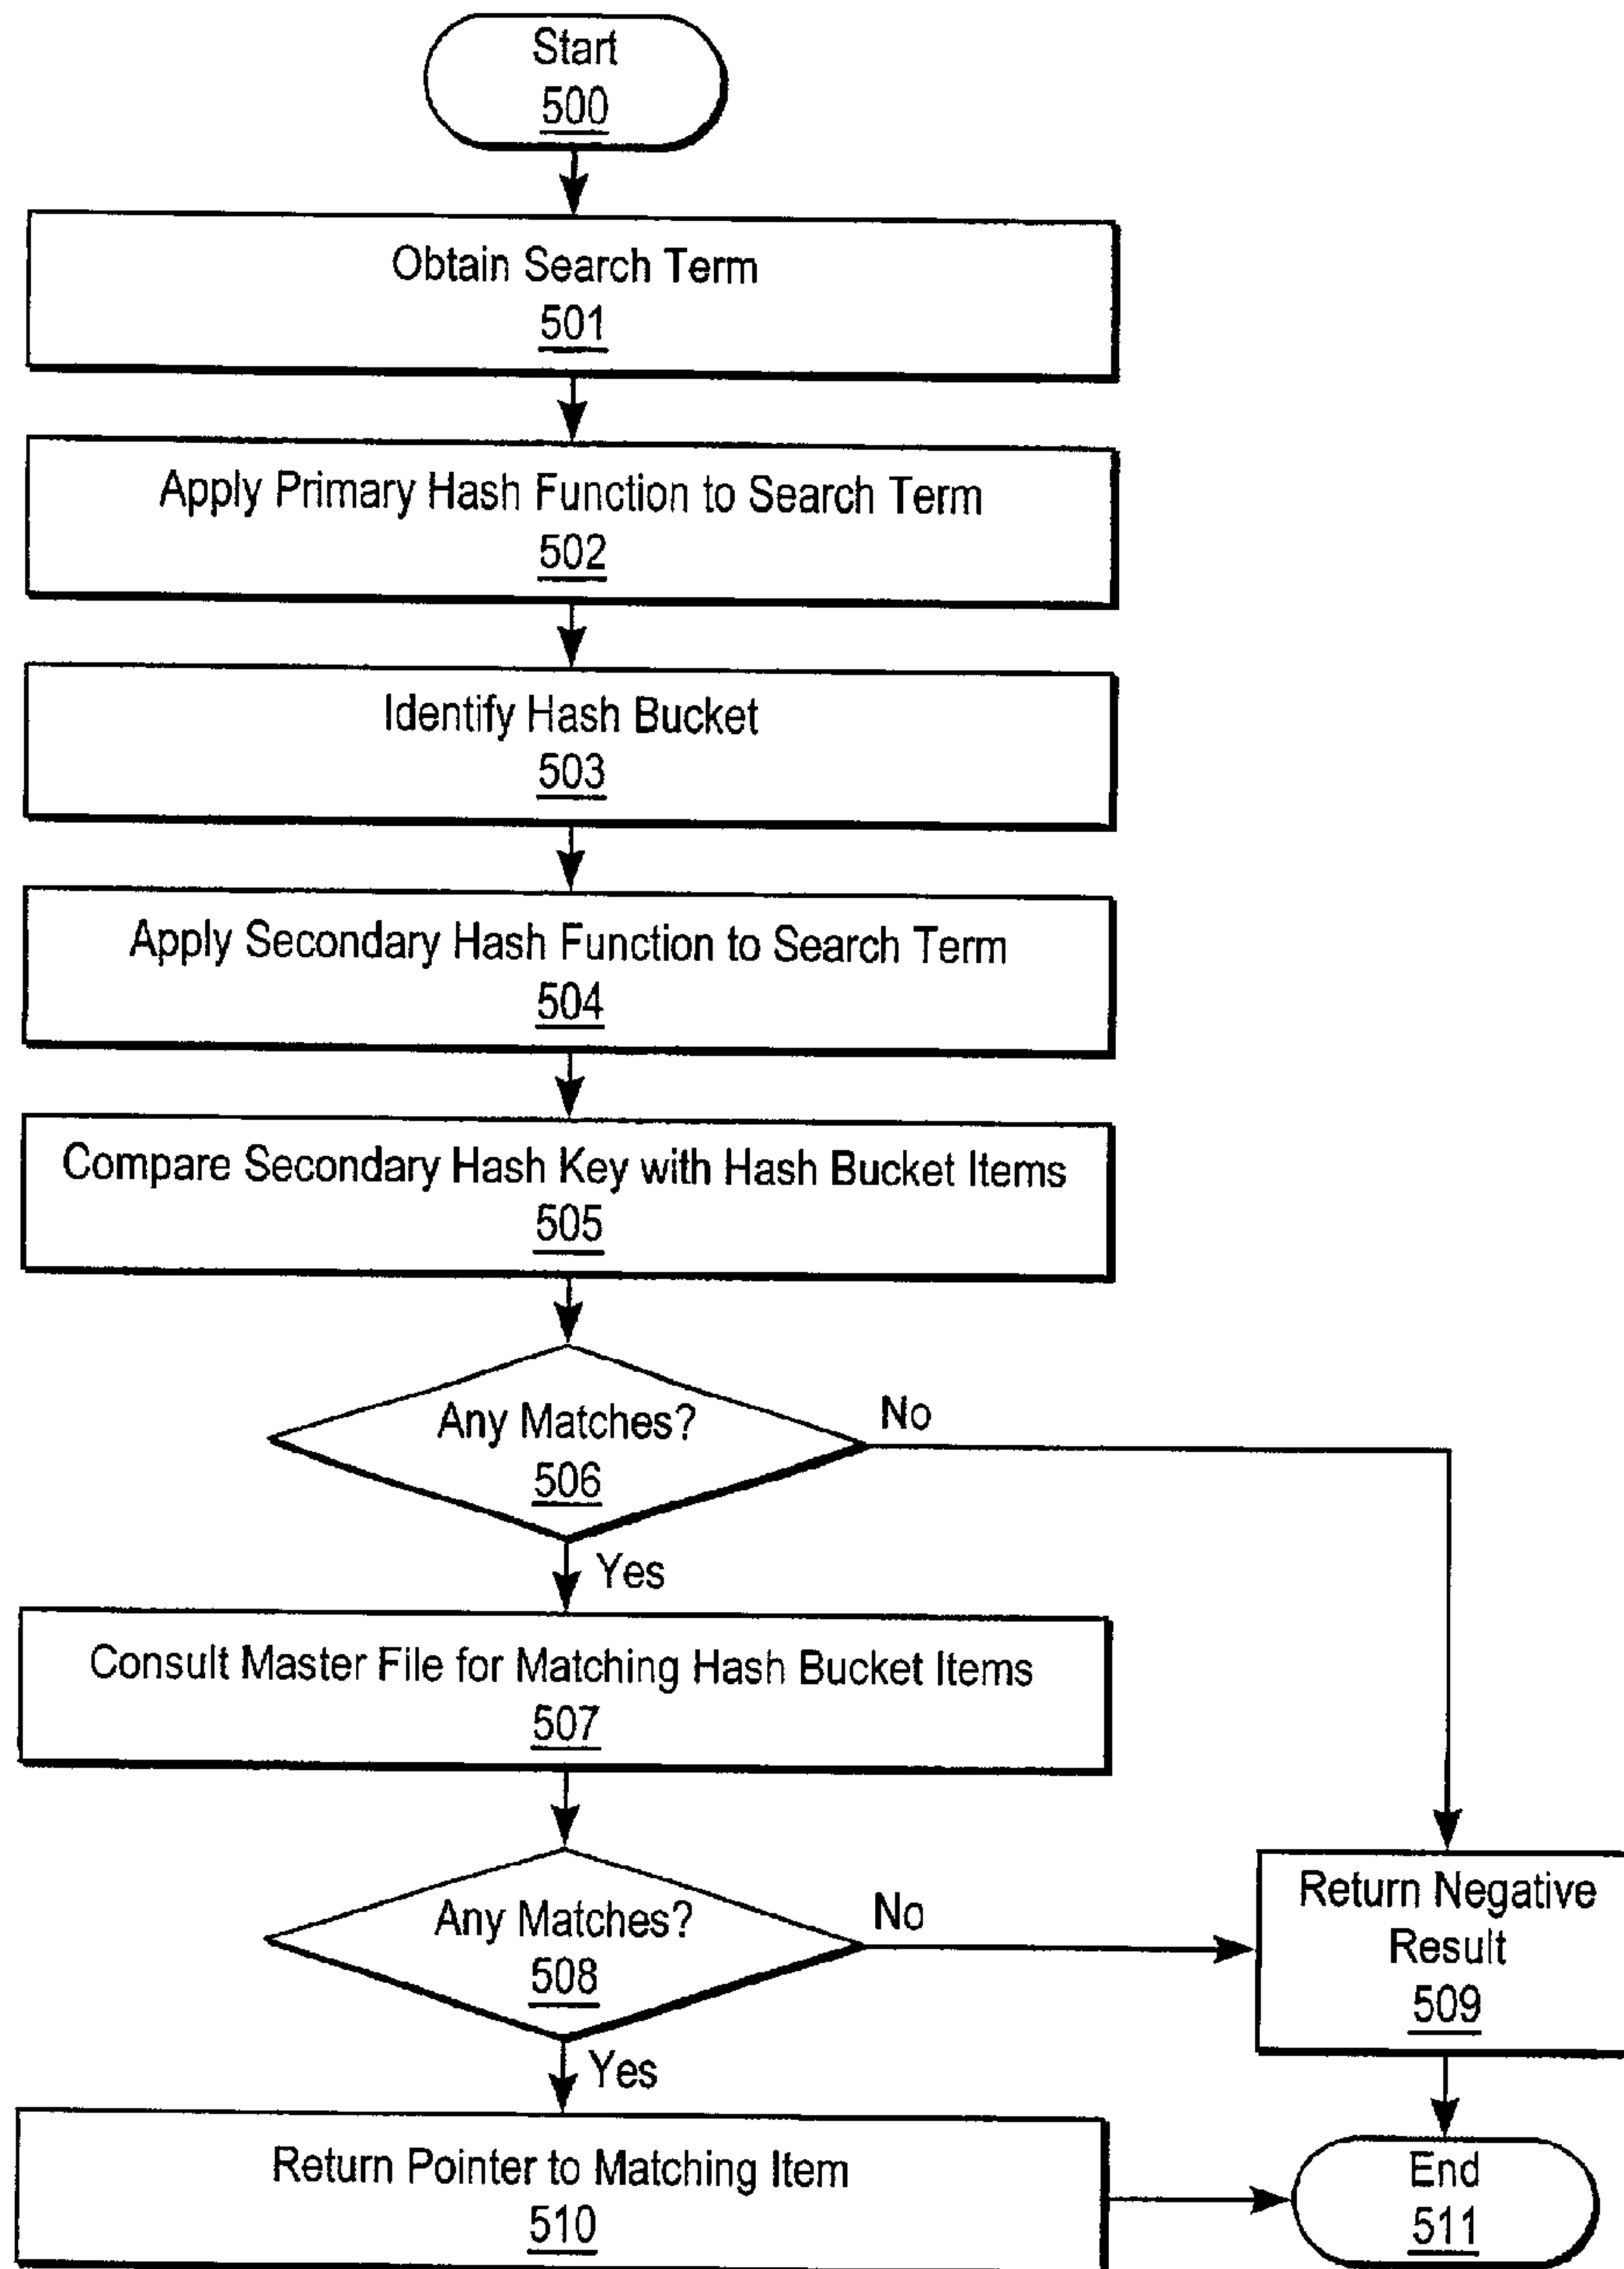 Start
500
Obtain Search Term
501
Apply Primary Hash Function to Search Term
502
Identify Hash Bucket
503
Apply Secondary Hash Function to Search Term
504
Compare Secondary Hash Key with Hash Bucket Items
505
Any Matches?
506
No
Yes
Consult Master File for Matching Hash Bucket Items
507
Any Matches?
508
No
Yes
Return Negative
Result
509
Return Pointer to Matching Item
510
End
511